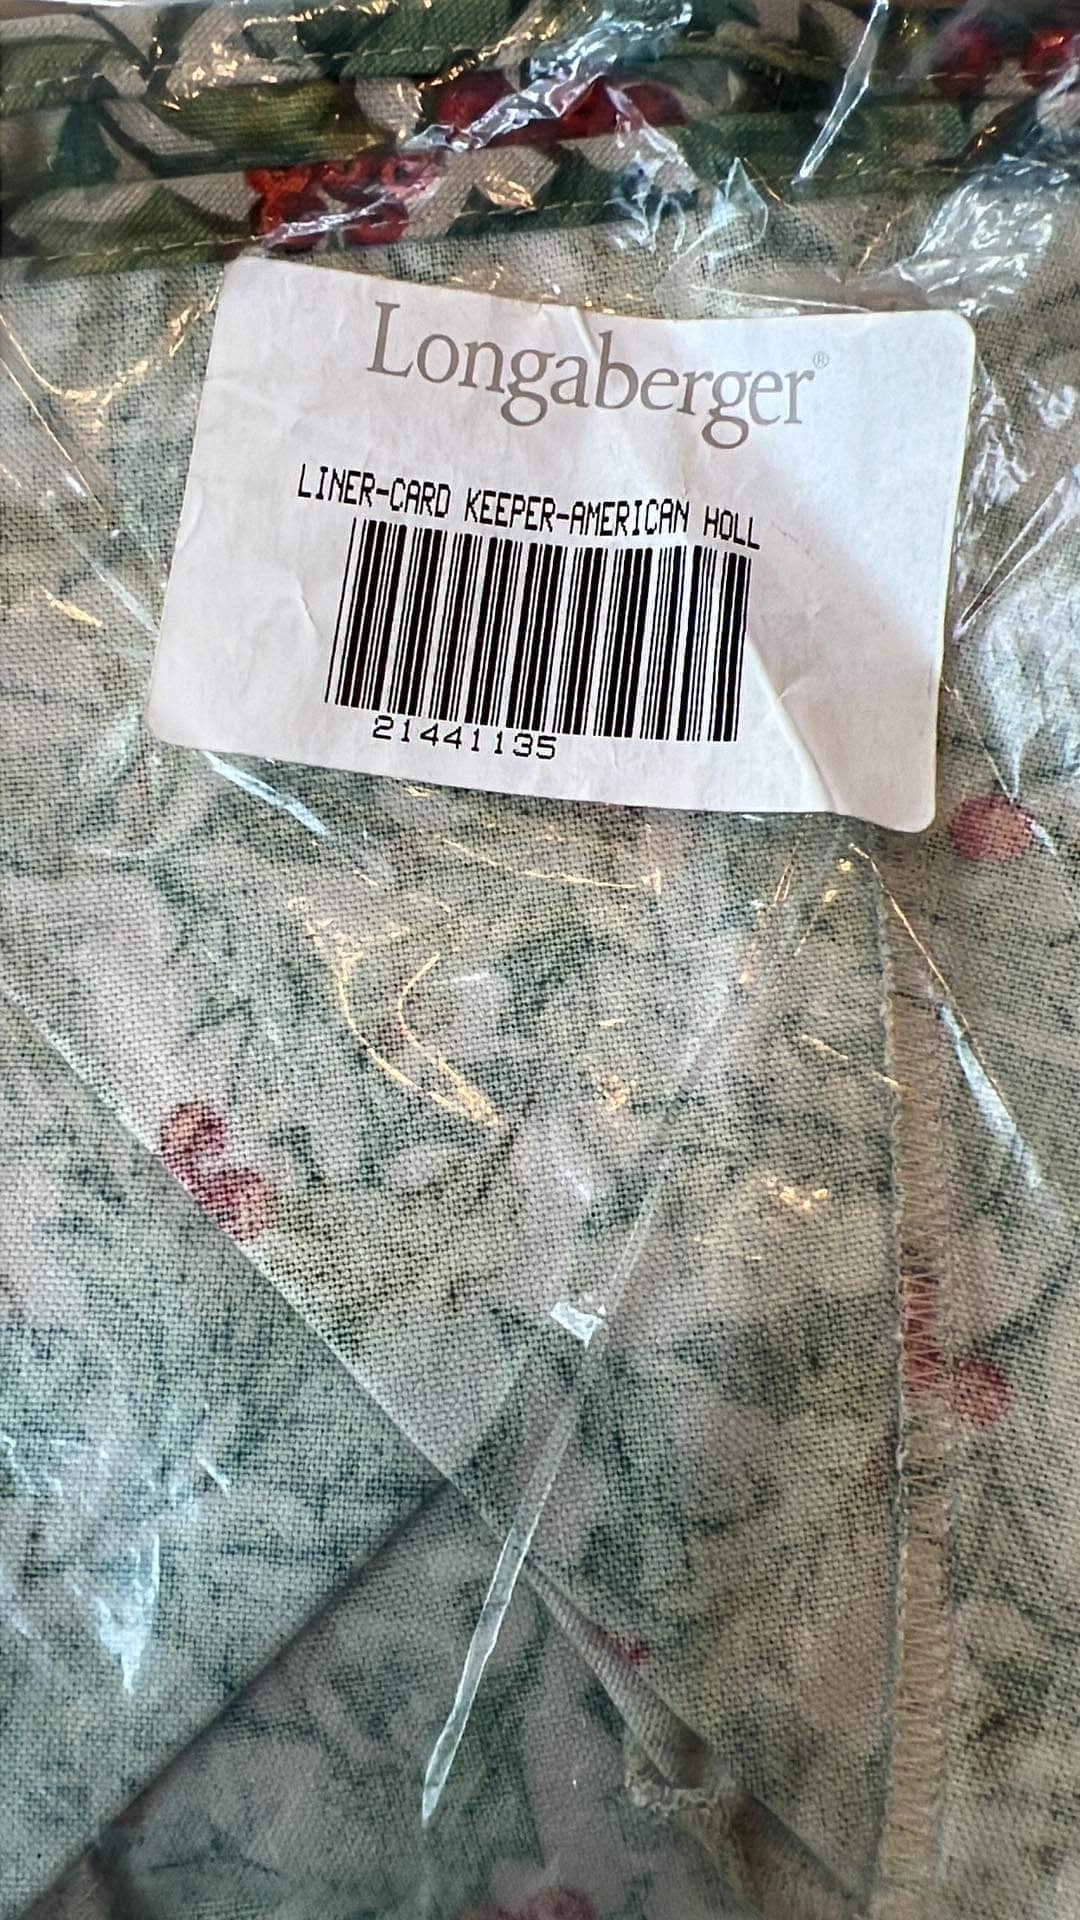 Longaberger®
LINER-CARD KEEPER-AMERICAN HOLL
21441135